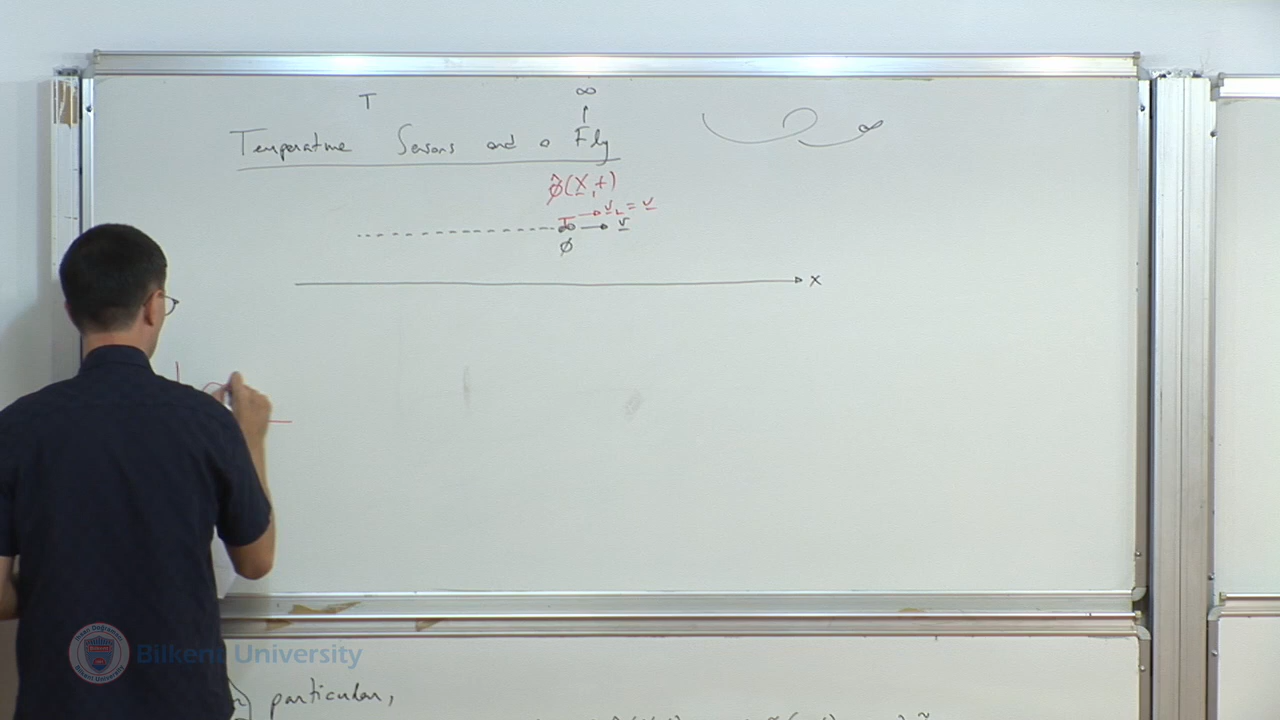 T
∞
Temperature Sensors and a Fly
φ̂(X,t)
T → v_L = v
→ v
φ
x
Bilkent University
particular,